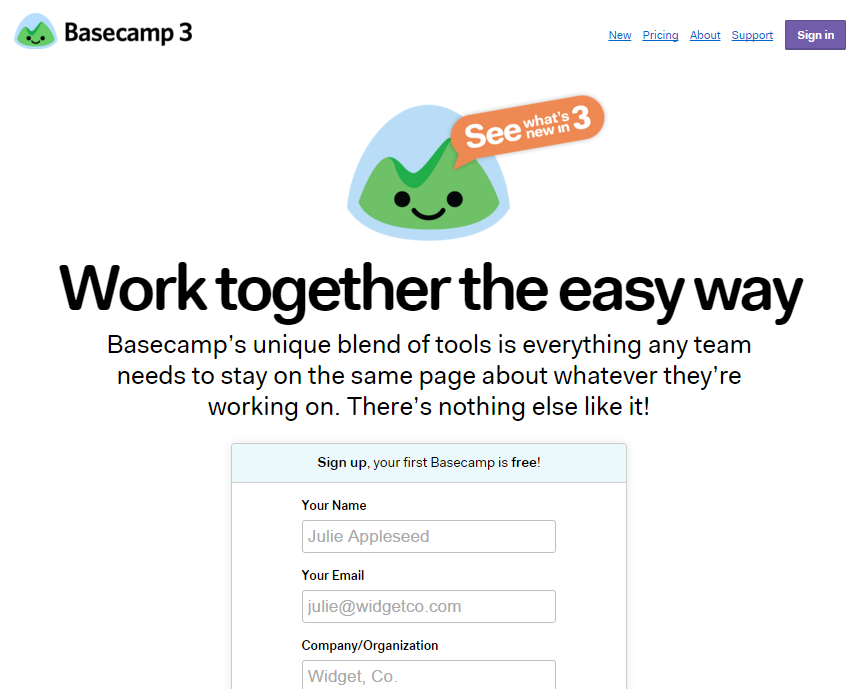 Basecamp 3
New Pricing About Support Sign in
See what's new in 3
Work together the easy way
Basecamp’s unique blend of tools is everything any team
needs to stay on the same page about whatever they’re
working on. There’s nothing else like it!
Sign up, your first Basecamp is free!
Your Name
Julie Appleseed
Your Email
julie@widgetco.com
Company/Organization
Widget, Co.